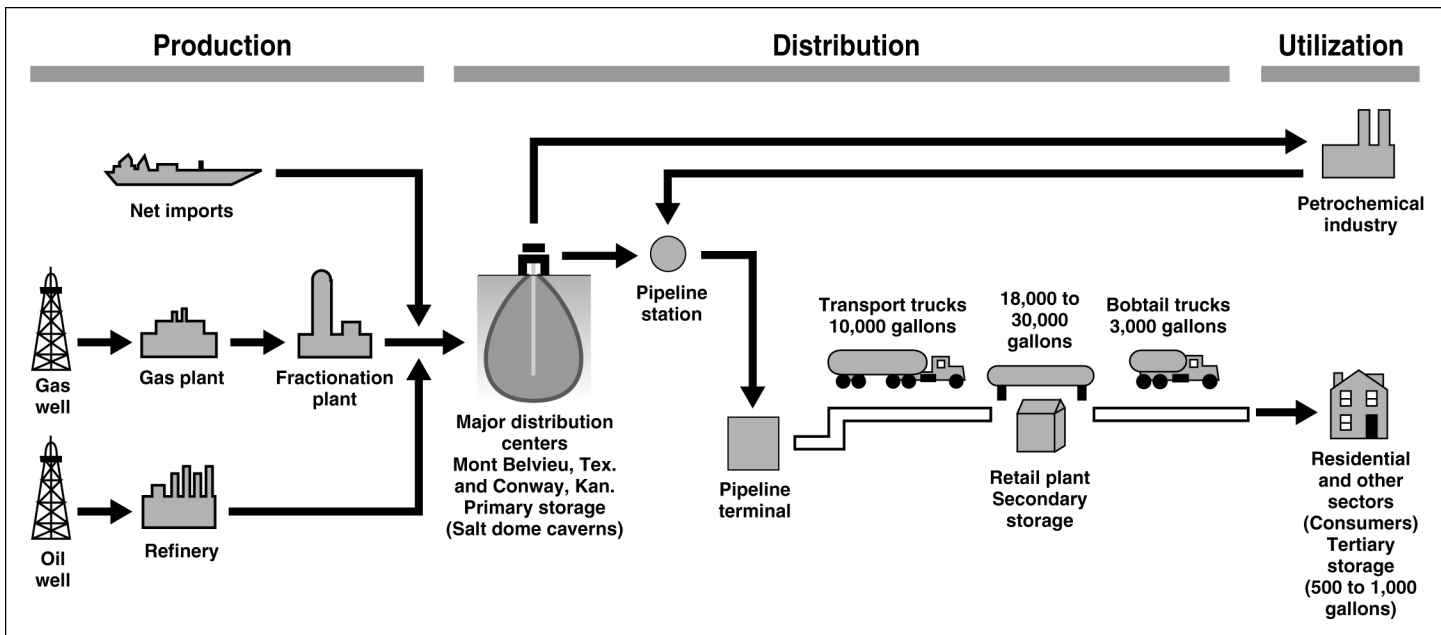 Production
Distribution
Utilization
Net imports
Petrochemical
industry
Gas
well
Gas plant
Fractionation
plant
Oil
well
Refinery
Major distribution
centers
Mont Belvieu, Tex.
and Conway, Kan.
Primary storage
(Salt dome caverns)
Pipeline
station
Pipeline
terminal
Transport trucks
10,000 gallons
18,000 to
30,000
gallons
Bobtail trucks
3,000 gallons
Retail plant
Secondary
storage
Residential
and other
sectors
(Consumers)
Tertiary
storage
(500 to 1,000
gallons)